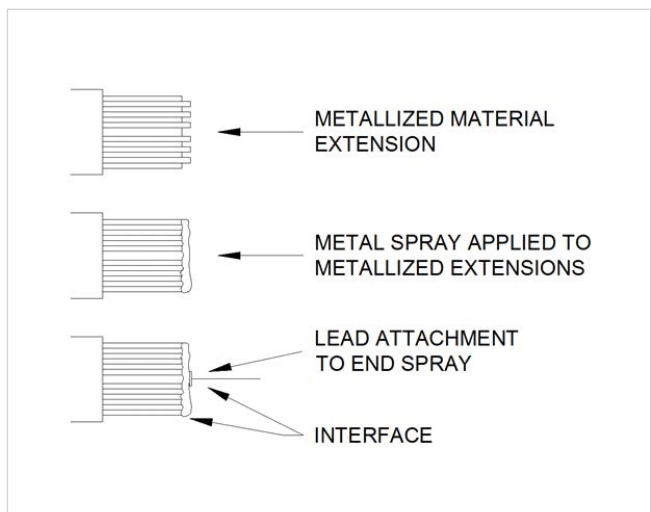 METALLIZED MATERIAL
EXTENSION
METAL SPRAY APPLIED TO
METALLIZED EXTENSIONS
LEAD ATTACHMENT
TO END SPRAY
INTERFACE